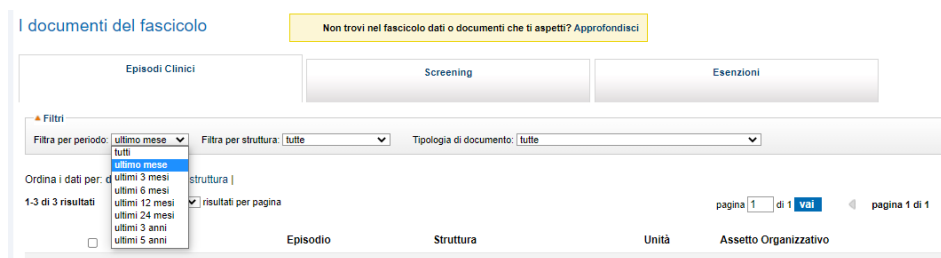 I documenti del fascicolo
Non trovi nel fascicolo dati o documenti che ti aspetti? Approfondisci
Episodi Clinici Screening Esenzioni
Filtri
Filtra per periodo: ultimo mese Filtra per struttura: tutte Tipologia di documento: tutte
tutti
ultimo mese
ultimi 3 mesi
ultimi 6 mesi
ultimi 12 mesi
ultimi 24 mesi
ultimi 3 anni
ultimi 5 anni
Ordina i dati per: struttura |
1-3 di 3 risultati risultati per pagina pagina 1 di 1 vai pagina 1 di 1
Episodio Struttura Unità Assetto Organizzativo